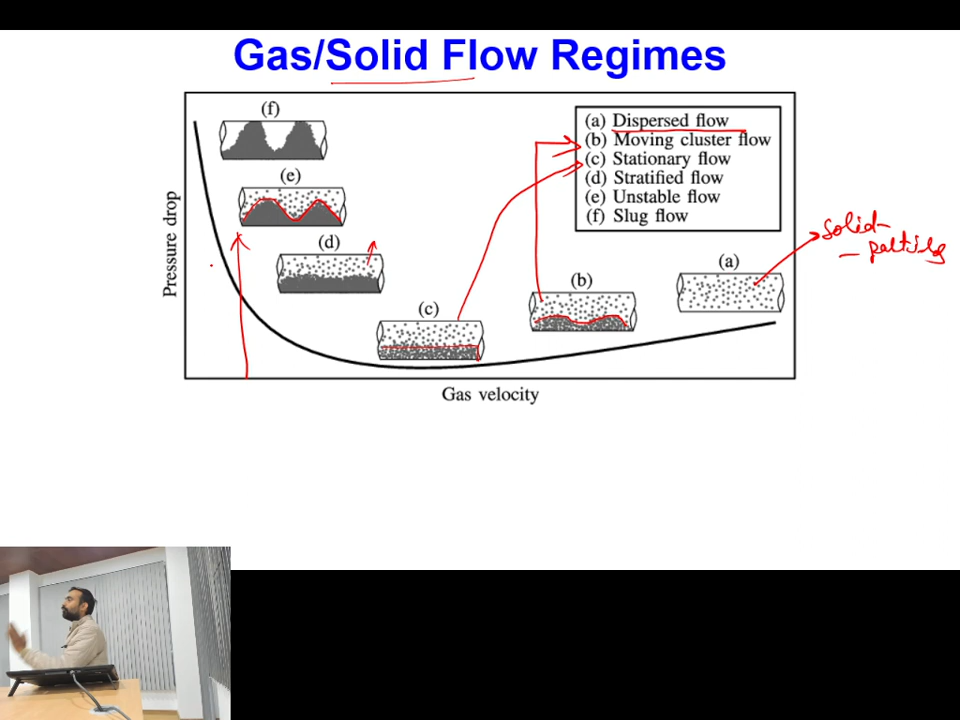 Gas/Solid Flow Regimes
(f)
(a) Dispersed flow
(b) Moving cluster flow
(c) Stationary flow
(d) Stratified flow
(e) Unstable flow
(f) Slug flow
(e)
(d)
(c)
(b)
(a)
Solid
Pressure drop
Gas velocity